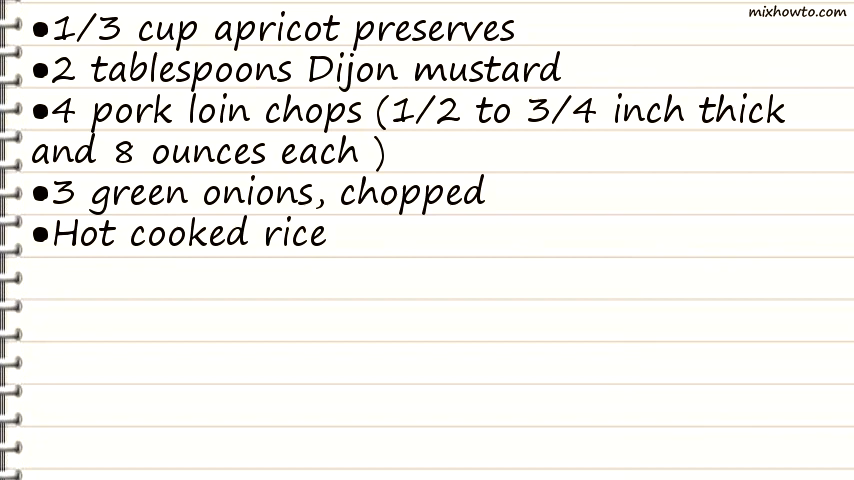 mixhowto.com
•1/3 cup apricot preserves
•2 tablespoons Dijon mustard
•4 pork loin chops (1/2 to 3/4 inch thick
and 8 ounces each )
•3 green onions, chopped
•Hot cooked rice